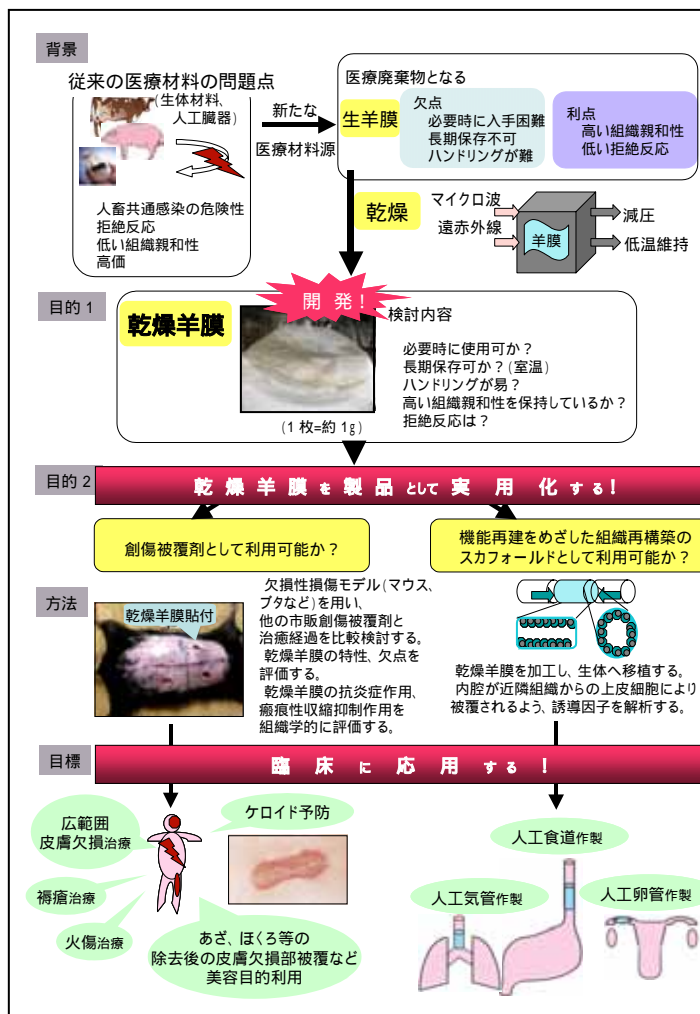 背景
従来の医療材料の問題点
(生体材料、
人工臓器)
人畜共通感染の危険性
拒絶反応
低い組織親和性
高価
新たな
医療材料源
医療廃棄物となる
生羊膜
欠点
必要時に入手困難
長期保存不可
ハンドリングが難
利点
高い組織親和性
低い拒絶反応
乾燥
マイクロ波
遠赤外線
羊膜
減圧
低温維持
目的1
開発!
乾燥羊膜
(1枚=約1g)
検討内容
必要時に使用可か?
長期保存可か?(室温)
ハンドリングが易?
高い組織親和性を保持しているか?
拒絶反応は?
目的2
乾燥羊膜を製品として実用化する!
創傷被覆剤として利用可能か?
機能再建をめざした組織再構築の
スカフォールドとして利用可能か?
方法
乾燥羊膜貼付
欠損性損傷モデル(マウス、
ブタなど)を用い、
他の市販創傷被覆剤と
治癒経過を比較検討する。
乾燥羊膜の特性、欠点を
評価する。
乾燥羊膜の抗炎症作用、
瘢痕性収縮抑制作用を
組織学的に評価する。
乾燥羊膜を加工し、生体へ移植する。
内腔が近隣組織からの上皮細胞により
被覆されるよう、誘導因子を解析する。
目標
臨床に応用する!
広範囲
皮膚欠損治療
褥瘡治療
火傷治療
ケロイド予防
あざ、ほくろ等の
除去後の皮膚欠損部被覆など
美容目的利用
人工食道作製
人工気管作製
人工卵管作製